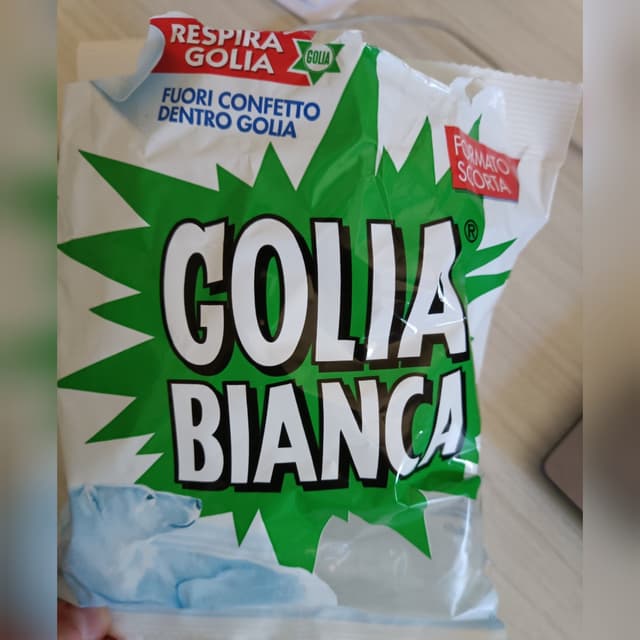 RESPIRA
GOLIA
GOLIA
FUORI CONFETTO
DENTRO GOLIA
FORMATO
SCORTA
GOLIA®
BIANCA